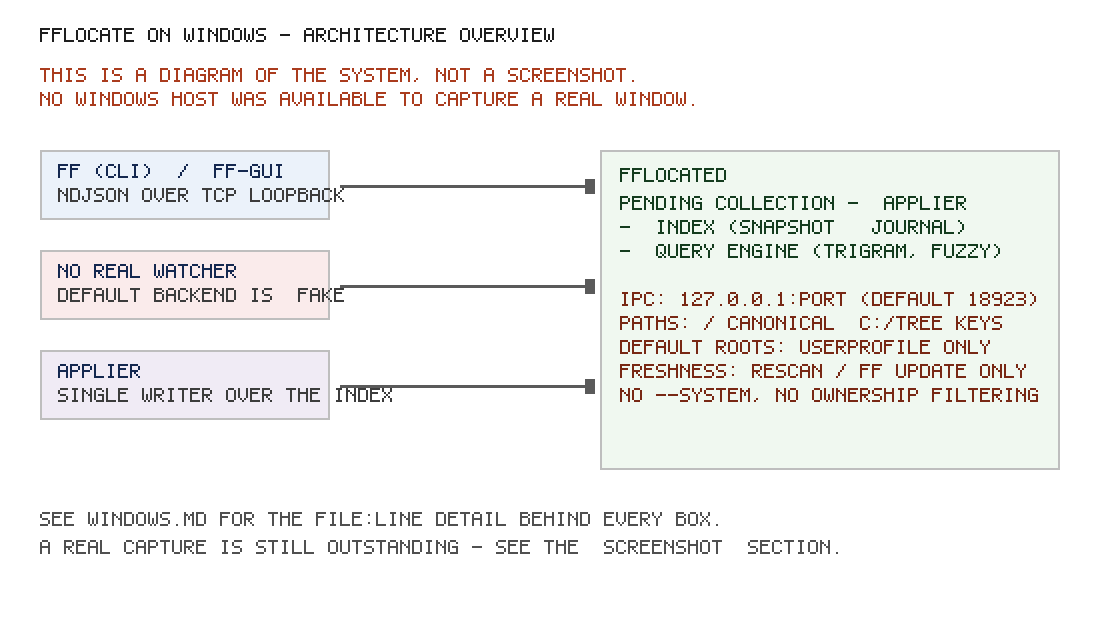 FFLOCATE ON WINDOWS - ARCHITECTURE OVERVIEW
THIS IS A DIAGRAM OF THE SYSTEM, NOT A SCREENSHOT.
NO WINDOWS HOST WAS AVAILABLE TO CAPTURE A REAL WINDOW.
FF (CLI) / FF-GUI
NDJSON OVER TCP LOOPBACK
NO REAL WATCHER
DEFAULT BACKEND IS FAKE
APPLIER
SINGLE WRITER OVER THE INDEX
FFLOCATED
PENDING COLLECTION - APPLIER
- INDEX (SNAPSHOT JOURNAL)
- QUERY ENGINE (TRIGRAM, FUZZY)
IPC: 127.0.0.1:PORT (DEFAULT 18923)
PATHS: / CANONICAL C:/TREE KEYS
DEFAULT ROOTS: USERPROFILE ONLY
FRESHNESS: RESCAN / FF UPDATE ONLY
NO --SYSTEM, NO OWNERSHIP FILTERING
SEE WINDOWS.MD FOR THE FILE:LINE DETAIL BEHIND EVERY BOX.
A REAL CAPTURE IS STILL OUTSTANDING - SEE THE SCREENSHOT SECTION.